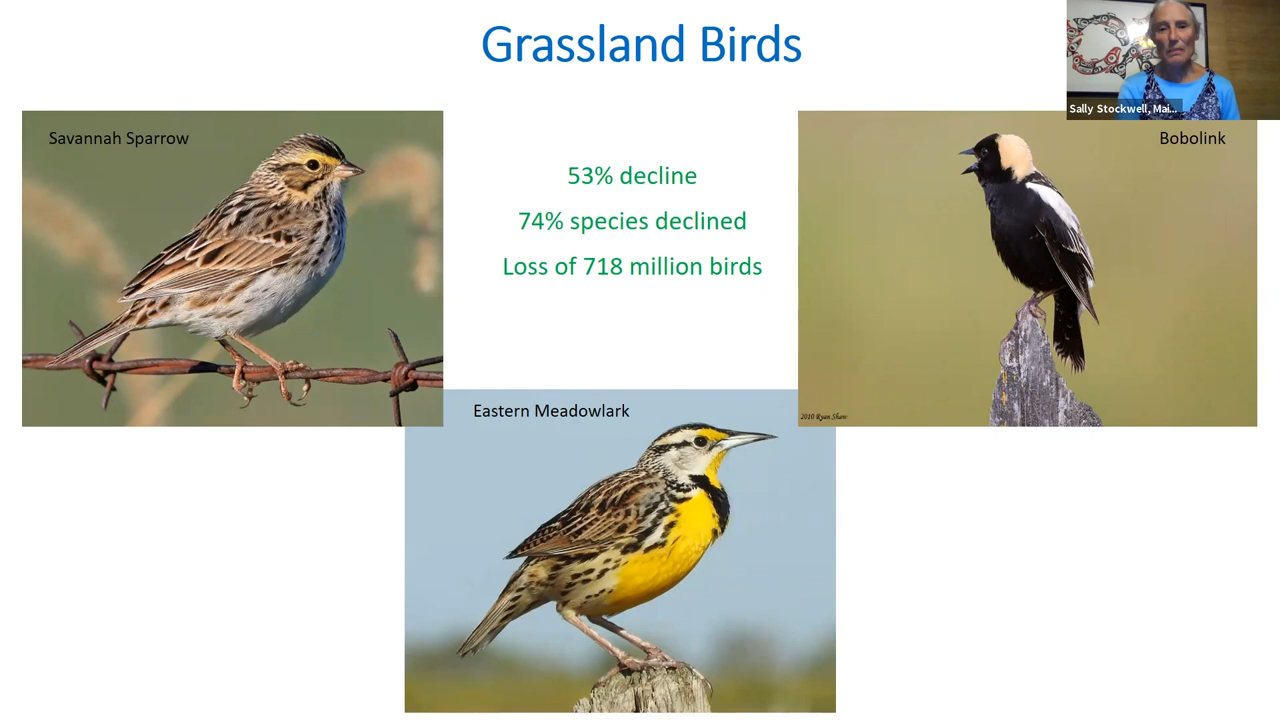 Grassland Birds
Sally Stockwell, Mai...
Savannah Sparrow
53% decline
74% species declined
Loss of 718 million birds
Bobolink
2010 Ryan Shaw
Eastern Meadowlark